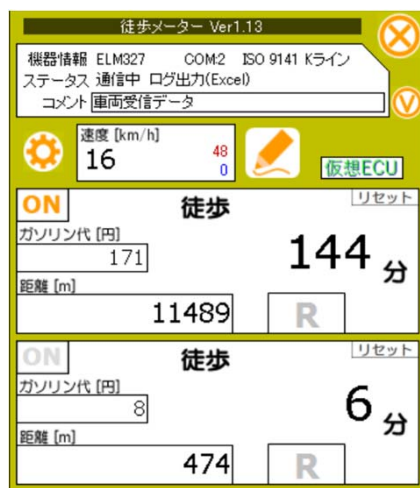 徒歩メーター Ver1.13
機器情報 ELM327 COM:2 ISO 9141 Kライン
ステータス 通信中 ログ出力(Excel)
コメント 車両受信データ
速度 [km/h]
16
48
0
仮想ECU
ON
徒歩
リセット
ガソリン代 [円]
171
144 分
距離 [m]
11489
R
ON
徒歩
リセット
ガソリン代 [円]
8
6 分
距離 [m]
474
R